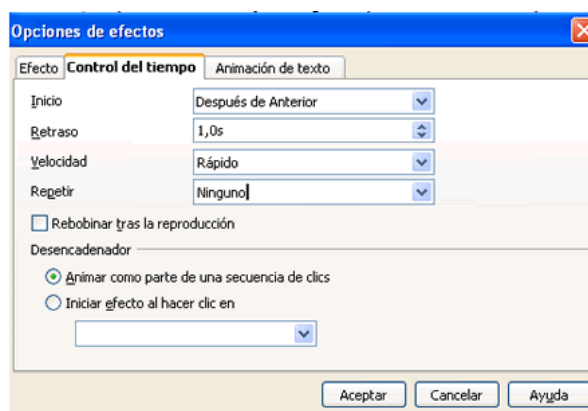 Opciones de efectos
Efecto Control del tiempo Animación de texto
Inicio Después de Anterior
Retraso 1,0s
Velocidad Rápido
Repetir Ninguno
Rebobinar tras la reproducción
Desencadenador
Animar como parte de una secuencia de clics
Iniciar efecto al hacer clic en
Aceptar Cancelar Ayuda